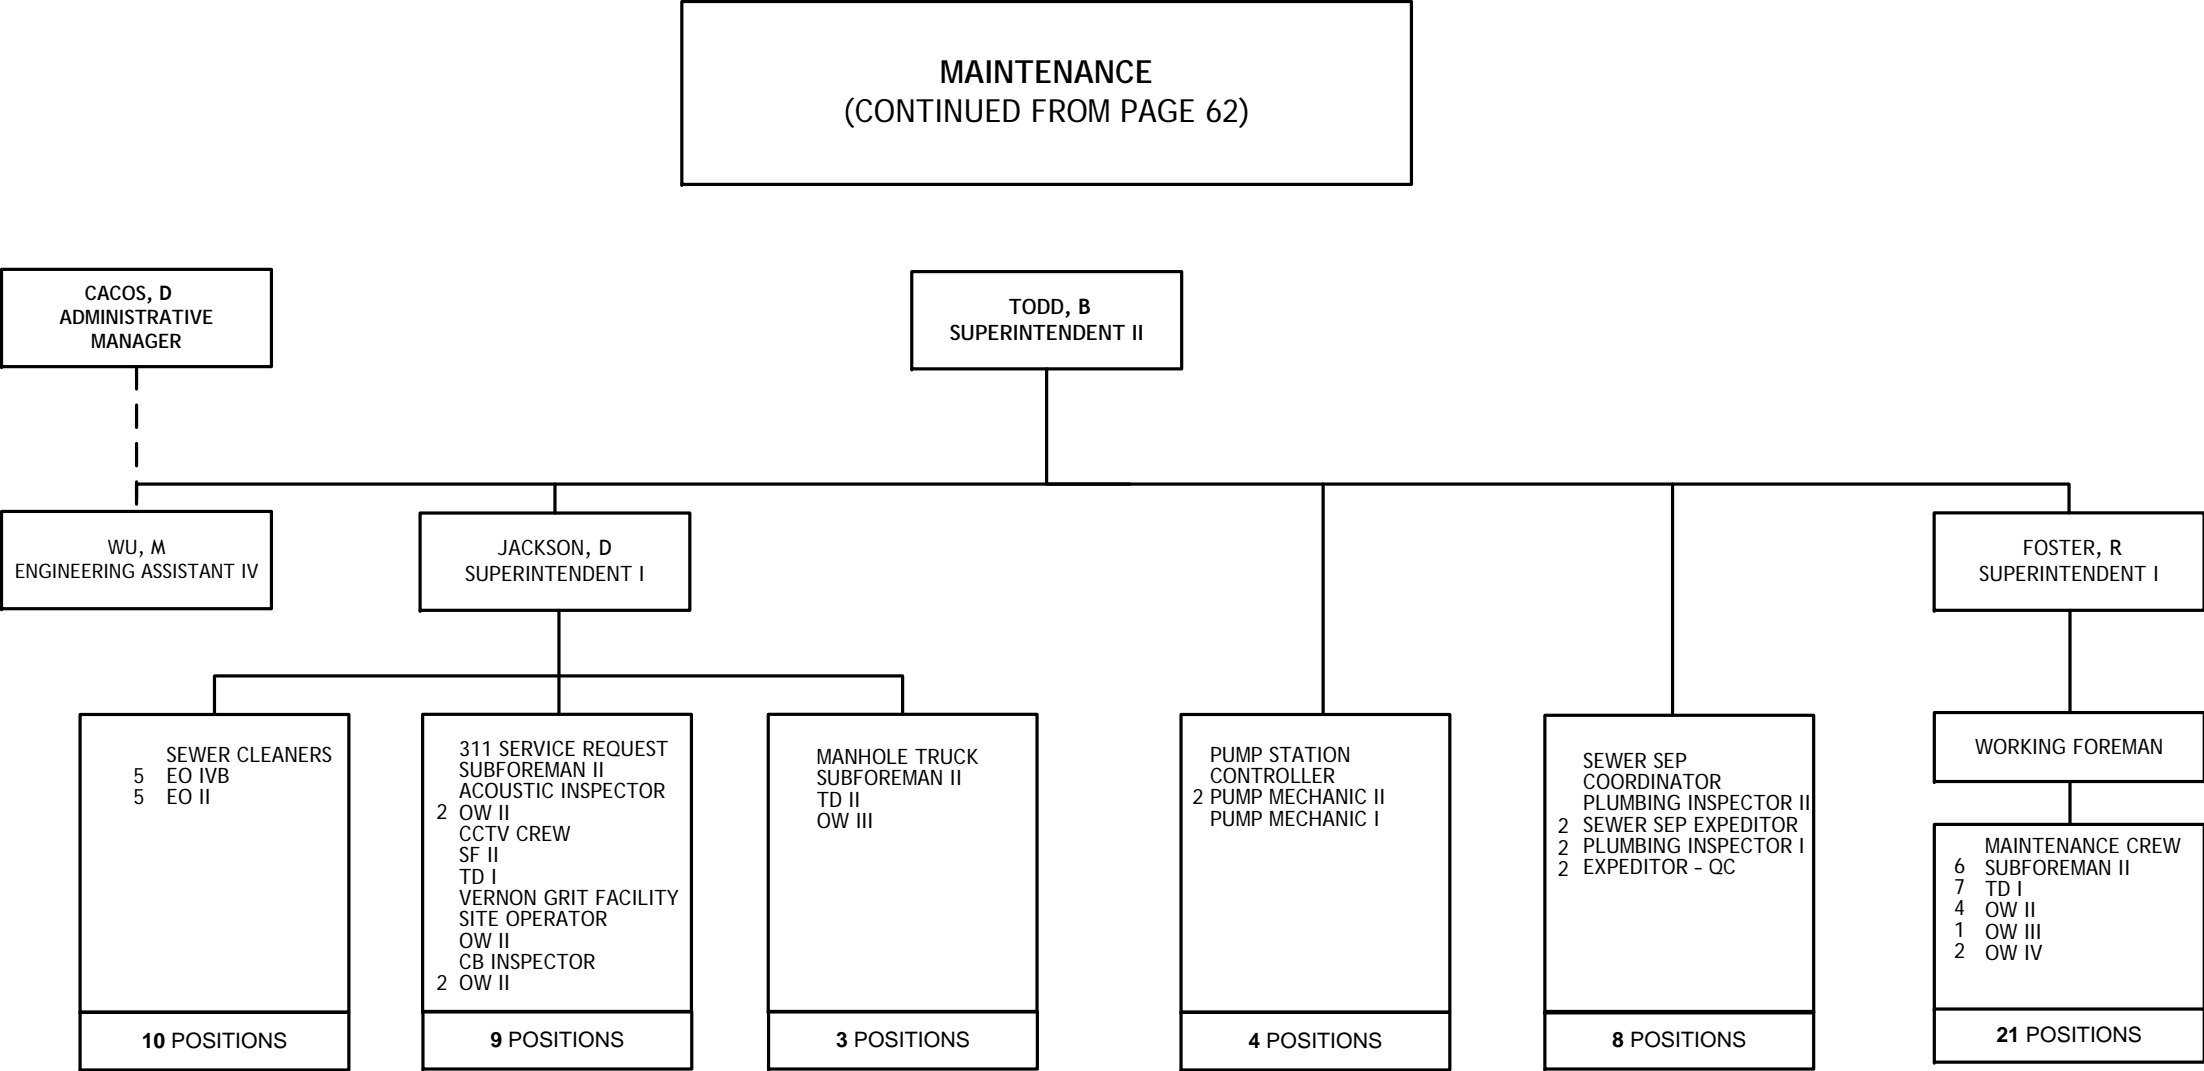 MAINTENANCE
(CONTINUED FROM PAGE 62)
CACOS, D
ADMINISTRATIVE
MANAGER
TODD, B
SUPERINTENDENT II
WU, M
ENGINEERING ASSISTANT IV
JACKSON, D
SUPERINTENDENT I
FOSTER, R
SUPERINTENDENT I
SEWER CLEANERS
5 EO IVB
5 EO II
10 POSITIONS
311 SERVICE REQUEST
SUBFOREMAN II
ACOUSTIC INSPECTOR
2 OW II
CCTV CREW
SF II
TD I
VERNON GRIT FACILITY
SITE OPERATOR
OW II
CB INSPECTOR
2 OW II
9 POSITIONS
MANHOLE TRUCK
SUBFOREMAN II
TD II
OW III
3 POSITIONS
PUMP STATION
CONTROLLER
2 PUMP MECHANIC II
PUMP MECHANIC I
4 POSITIONS
SEWER SEP
COORDINATOR
PLUMBING INSPECTOR II
2 SEWER SEP EXPEDITOR
2 PLUMBING INSPECTOR I
2 EXPEDITOR – QC
8 POSITIONS
WORKING FOREMAN
MAINTENANCE CREW
6 SUBFOREMAN II
7 TD I
4 OW II
1 OW III
2 OW IV
21 POSITIONS